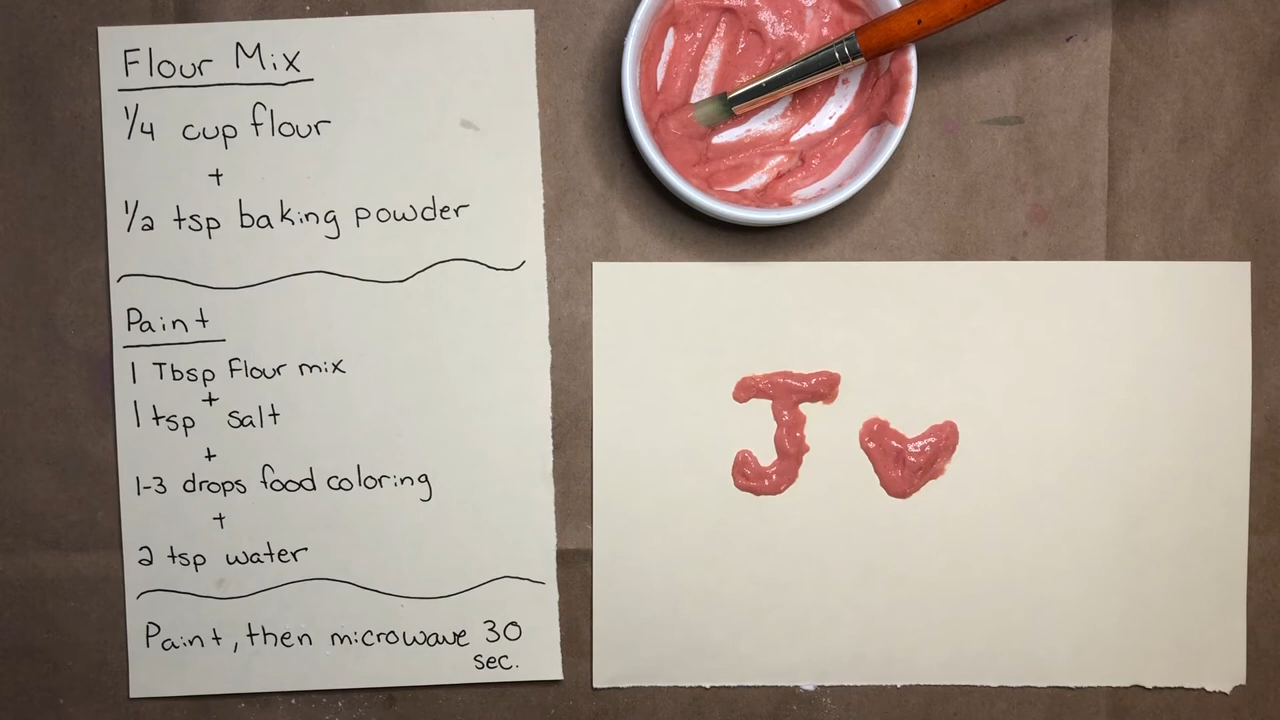 Flour Mix
1/4 cup flour
+
1/2 tsp baking powder
Paint
1 Tbsp Flour mix
+
1 tsp salt
+
1-3 drops food coloring
+
2 tsp water
Paint, then microwave 30
sec.
J